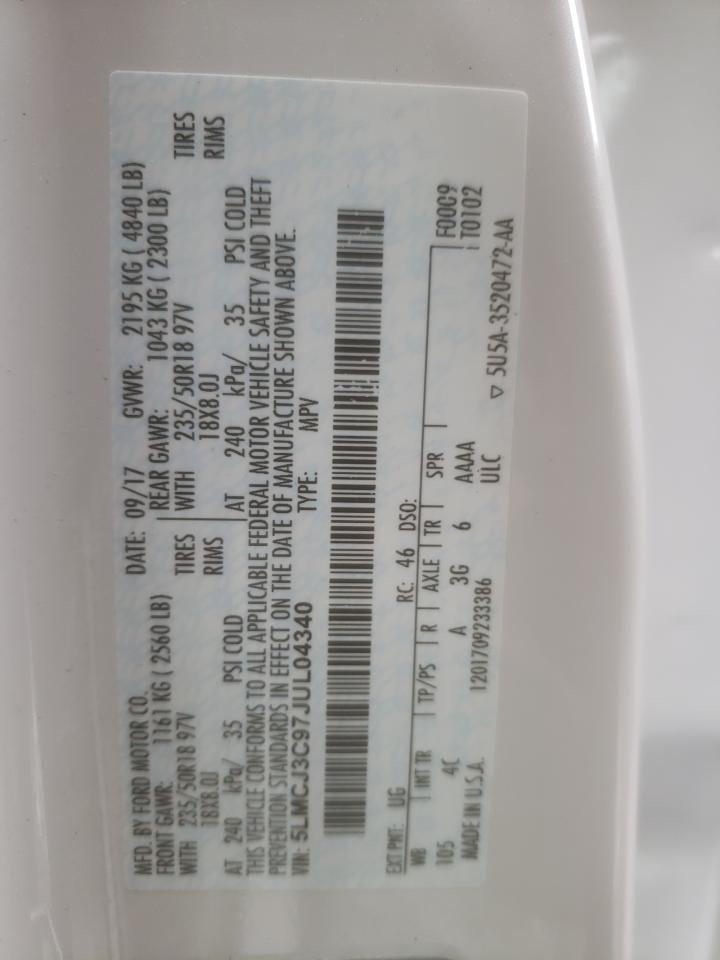 MFD. BY FORD MOTOR CO.
DATE: 09/17 GVWR: 2195 KG ( 4840 LB)
FRONT GAWR: 1161 KG ( 2560 LB) REAR GAWR: 1043 KG ( 2300 LB)
WITH 235/50R18 97V TIRES WITH 235/50R18 97V TIRES
18X8.0J RIMS 18X8.0J RIMS
AT 240 kPa/ 35 PSI COLD AT 240 kPa/ 35 PSI COLD
THIS VEHICLE CONFORMS TO ALL APPLICABLE FEDERAL MOTOR VEHICLE SAFETY AND THEFT
PREVENTION STANDARDS IN EFFECT ON THE DATE OF MANUFACTURE SHOWN ABOVE.
VIN: 5LMCJ3C97JUL04340 TYPE: MPV
EXT PNT: UG RC: 46 DSO: F0009
WB INT TR TP/PS R AXLE TR SPR T0102
105 4C A 3G 6 AAAA
MADE IN U.S.A. 1201709233386 ULC
5U5A-3520472-AA